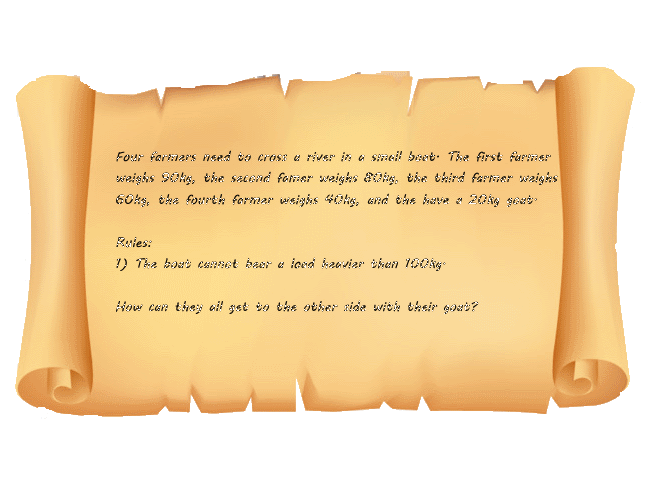 Four farmers need to cross a river in a small boat. The first farmer
weighs 90kg, the second famer weighs 80kg, the third farmer weighs
60kg, the fourth farmer weighs 40kg, and the have a 20kg goat.
Rules:
1) The boat cannot bear a load heavier than 100kg.
How can they all get to the other side with their goat?